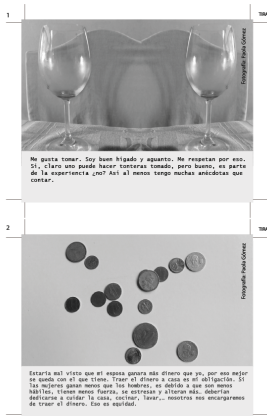 1
TIRA
Fotografía: Paola Gómez
Me gusta tomar. Soy buen hígado y aguanto. Me respetan por eso.
Sí, claro uno puede hacer tonteras tomado, pero bueno, es parte
de la experiencia ¿no? Así al menos tengo muchas anécdotas que
contar.
2
TIRA
Fotografía: Paola Gómez
Estaría mal visto que mi esposa ganara más dinero que yo, por eso mejor
se queda con el que tiene. Traer el dinero a casa es mi obligación. Si
las mujeres ganan menos que los hombres, es debido a que son menos
hábiles, tienen menos fuerza, se estresan y alteran más, deberían
dedicarse a cuidar la casa, cocinar, lavar,… nosotros nos encargaremos
de traer el dinero. Eso es equidad.